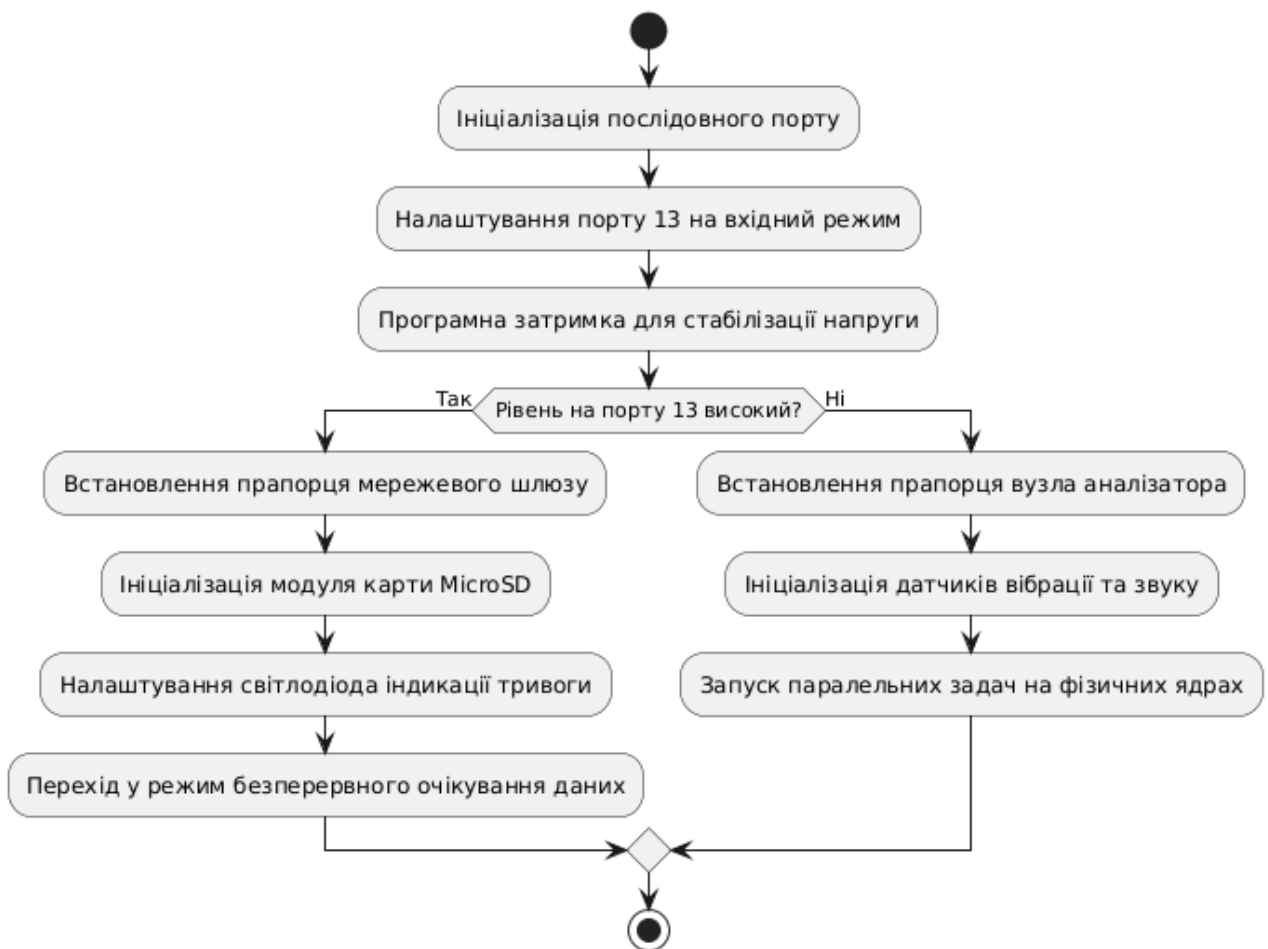 Ініціалізація послідовного порту
Налаштування порту 13 на вхідний режим
Програмна затримка для стабілізації напруги
Так
Рівень на порту 13 високий?
Ні
Встановлення прапорця мережевого шлюзу
Встановлення прапорця вузла аналізатора
Ініціалізація модуля карти MicroSD
Ініціалізація датчиків вібрації та звуку
Налаштування світлодіода індикації тривоги
Запуск паралельних задач на фізичних ядрах
Перехід у режим безперервного очікування даних